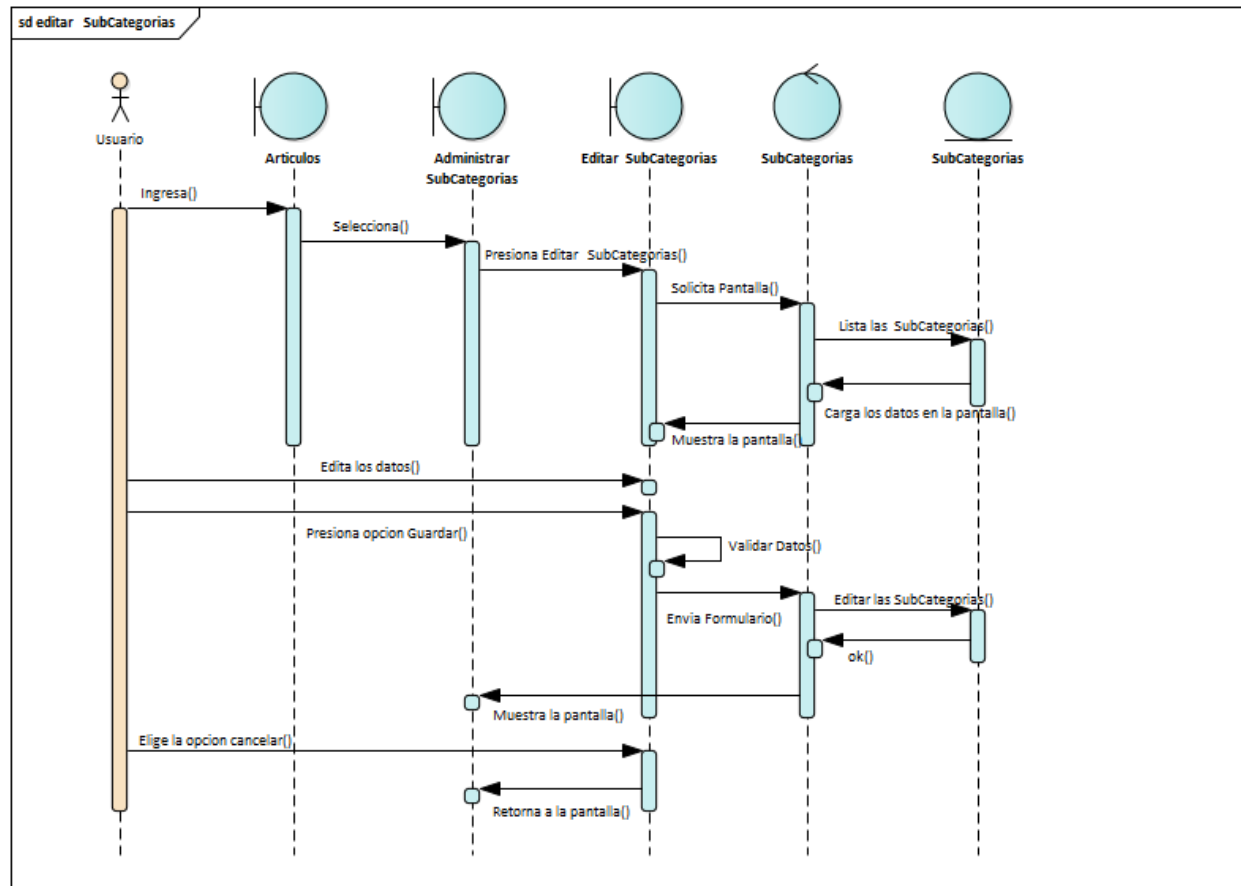 sd editar SubCategorias
Usuario
Articulos
Administrar
SubCategorias
Editar SubCategorias
SubCategorias
SubCategorias
Ingresa()
Selecciona()
Presiona Editar SubCategorias()
Solicita Pantalla()
Lista las SubCategorias()
Carga los datos en la pantalla()
Muestra la pantalla()
Edita los datos()
Presiona opcion Guardar()
Validar Datos()
Envia Formulario()
Editar las SubCategorias()
ok()
Muestra la pantalla()
Elige la opcion cancelar()
Retorna a la pantalla()